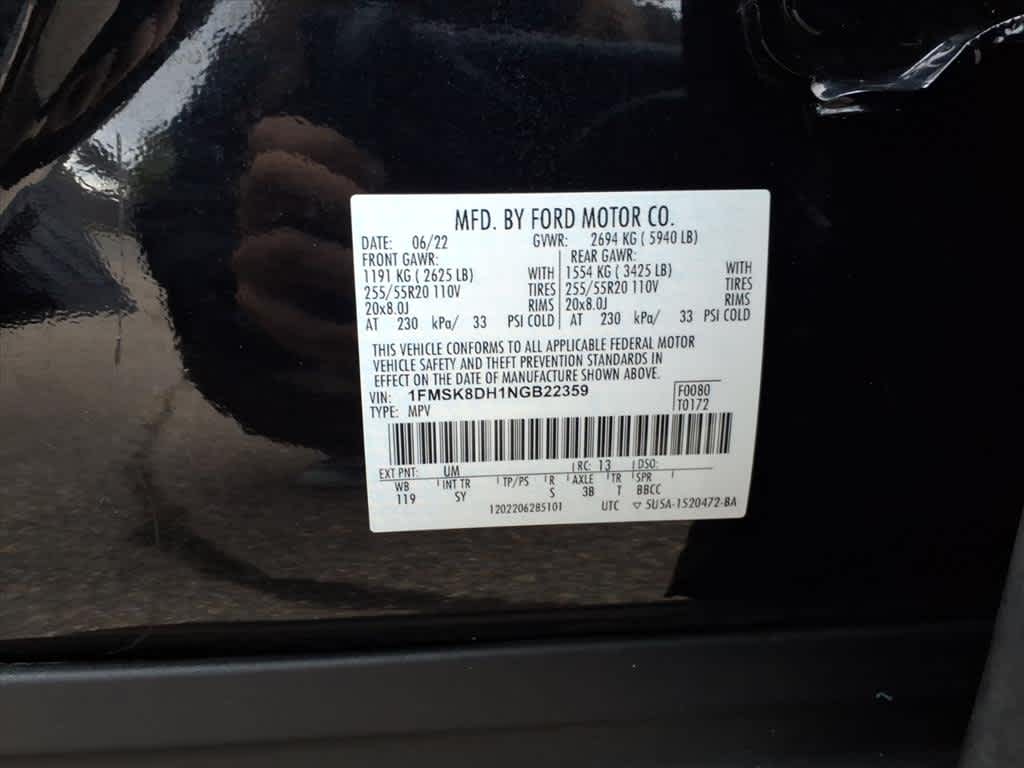 MFD. BY FORD MOTOR CO.
DATE: 06/22 GVWR: 2694 KG ( 5940 LB)
FRONT GAWR: REAR GAWR:
1191 KG ( 2625 LB) WITH 1554 KG ( 3425 LB) WITH
255/55R20 110V TIRES 255/55R20 110V TIRES
20x8.0J RIMS 20x8.0J RIMS
AT 230 kPa/ 33 PSI COLD AT 230 kPa/ 33 PSI COLD
THIS VEHICLE CONFORMS TO ALL APPLICABLE FEDERAL MOTOR
VEHICLE SAFETY AND THEFT PREVENTION STANDARDS IN
EFFECT ON THE DATE OF MANUFACTURE SHOWN ABOVE.
VIN: 1FMSK8DH1NGB22359 F0080
TYPE: MPV T0172
EXT PNT: UM RC: 13 DSO:
WB INT TR TP/PS R AXLE TR SPR
119 SY S 3B T BBCC
1202206285101 UTC ▽ 5U5A-1520472-BA